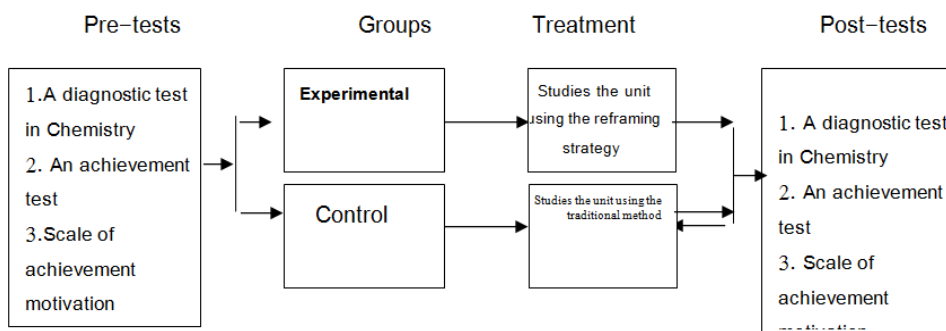 Pre-tests
Groups
Treatment
Post-tests
1.A diagnostic test
in Chemistry
2. An achievement
test
3.Scale of
achievement
motivation
Experimental
Control
Studies the unit
using the reframing
strategy
Studies the unit using the
traditional method
1. A diagnostic test
in Chemistry
2. An achievement
test
3. Scale of
achievement